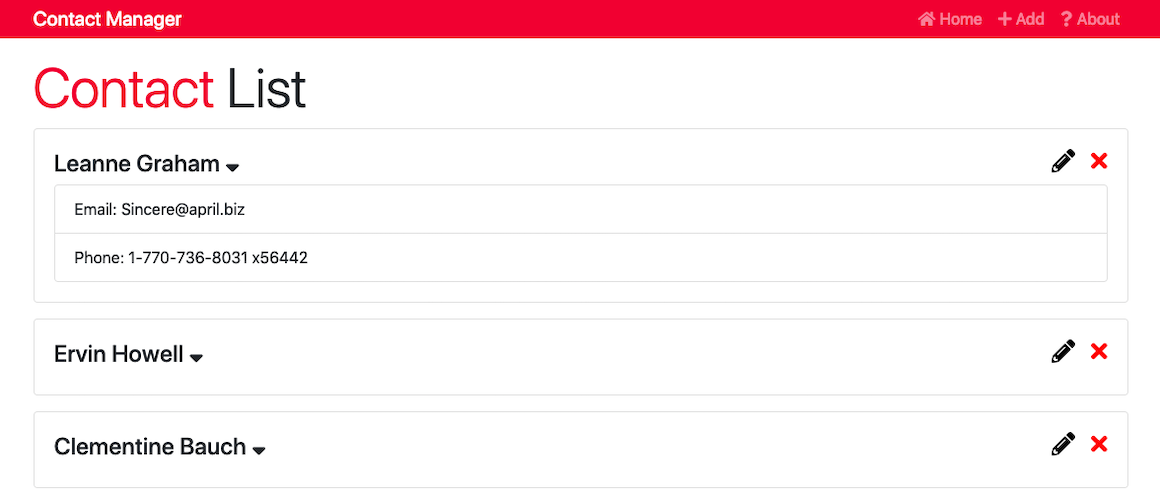 Contact Manager
Home Add ? About
Contact List
Leanne Graham
Email: Sincere@april.biz
Phone: 1-770-736-8031 x56442
Ervin Howell
Clementine Bauch